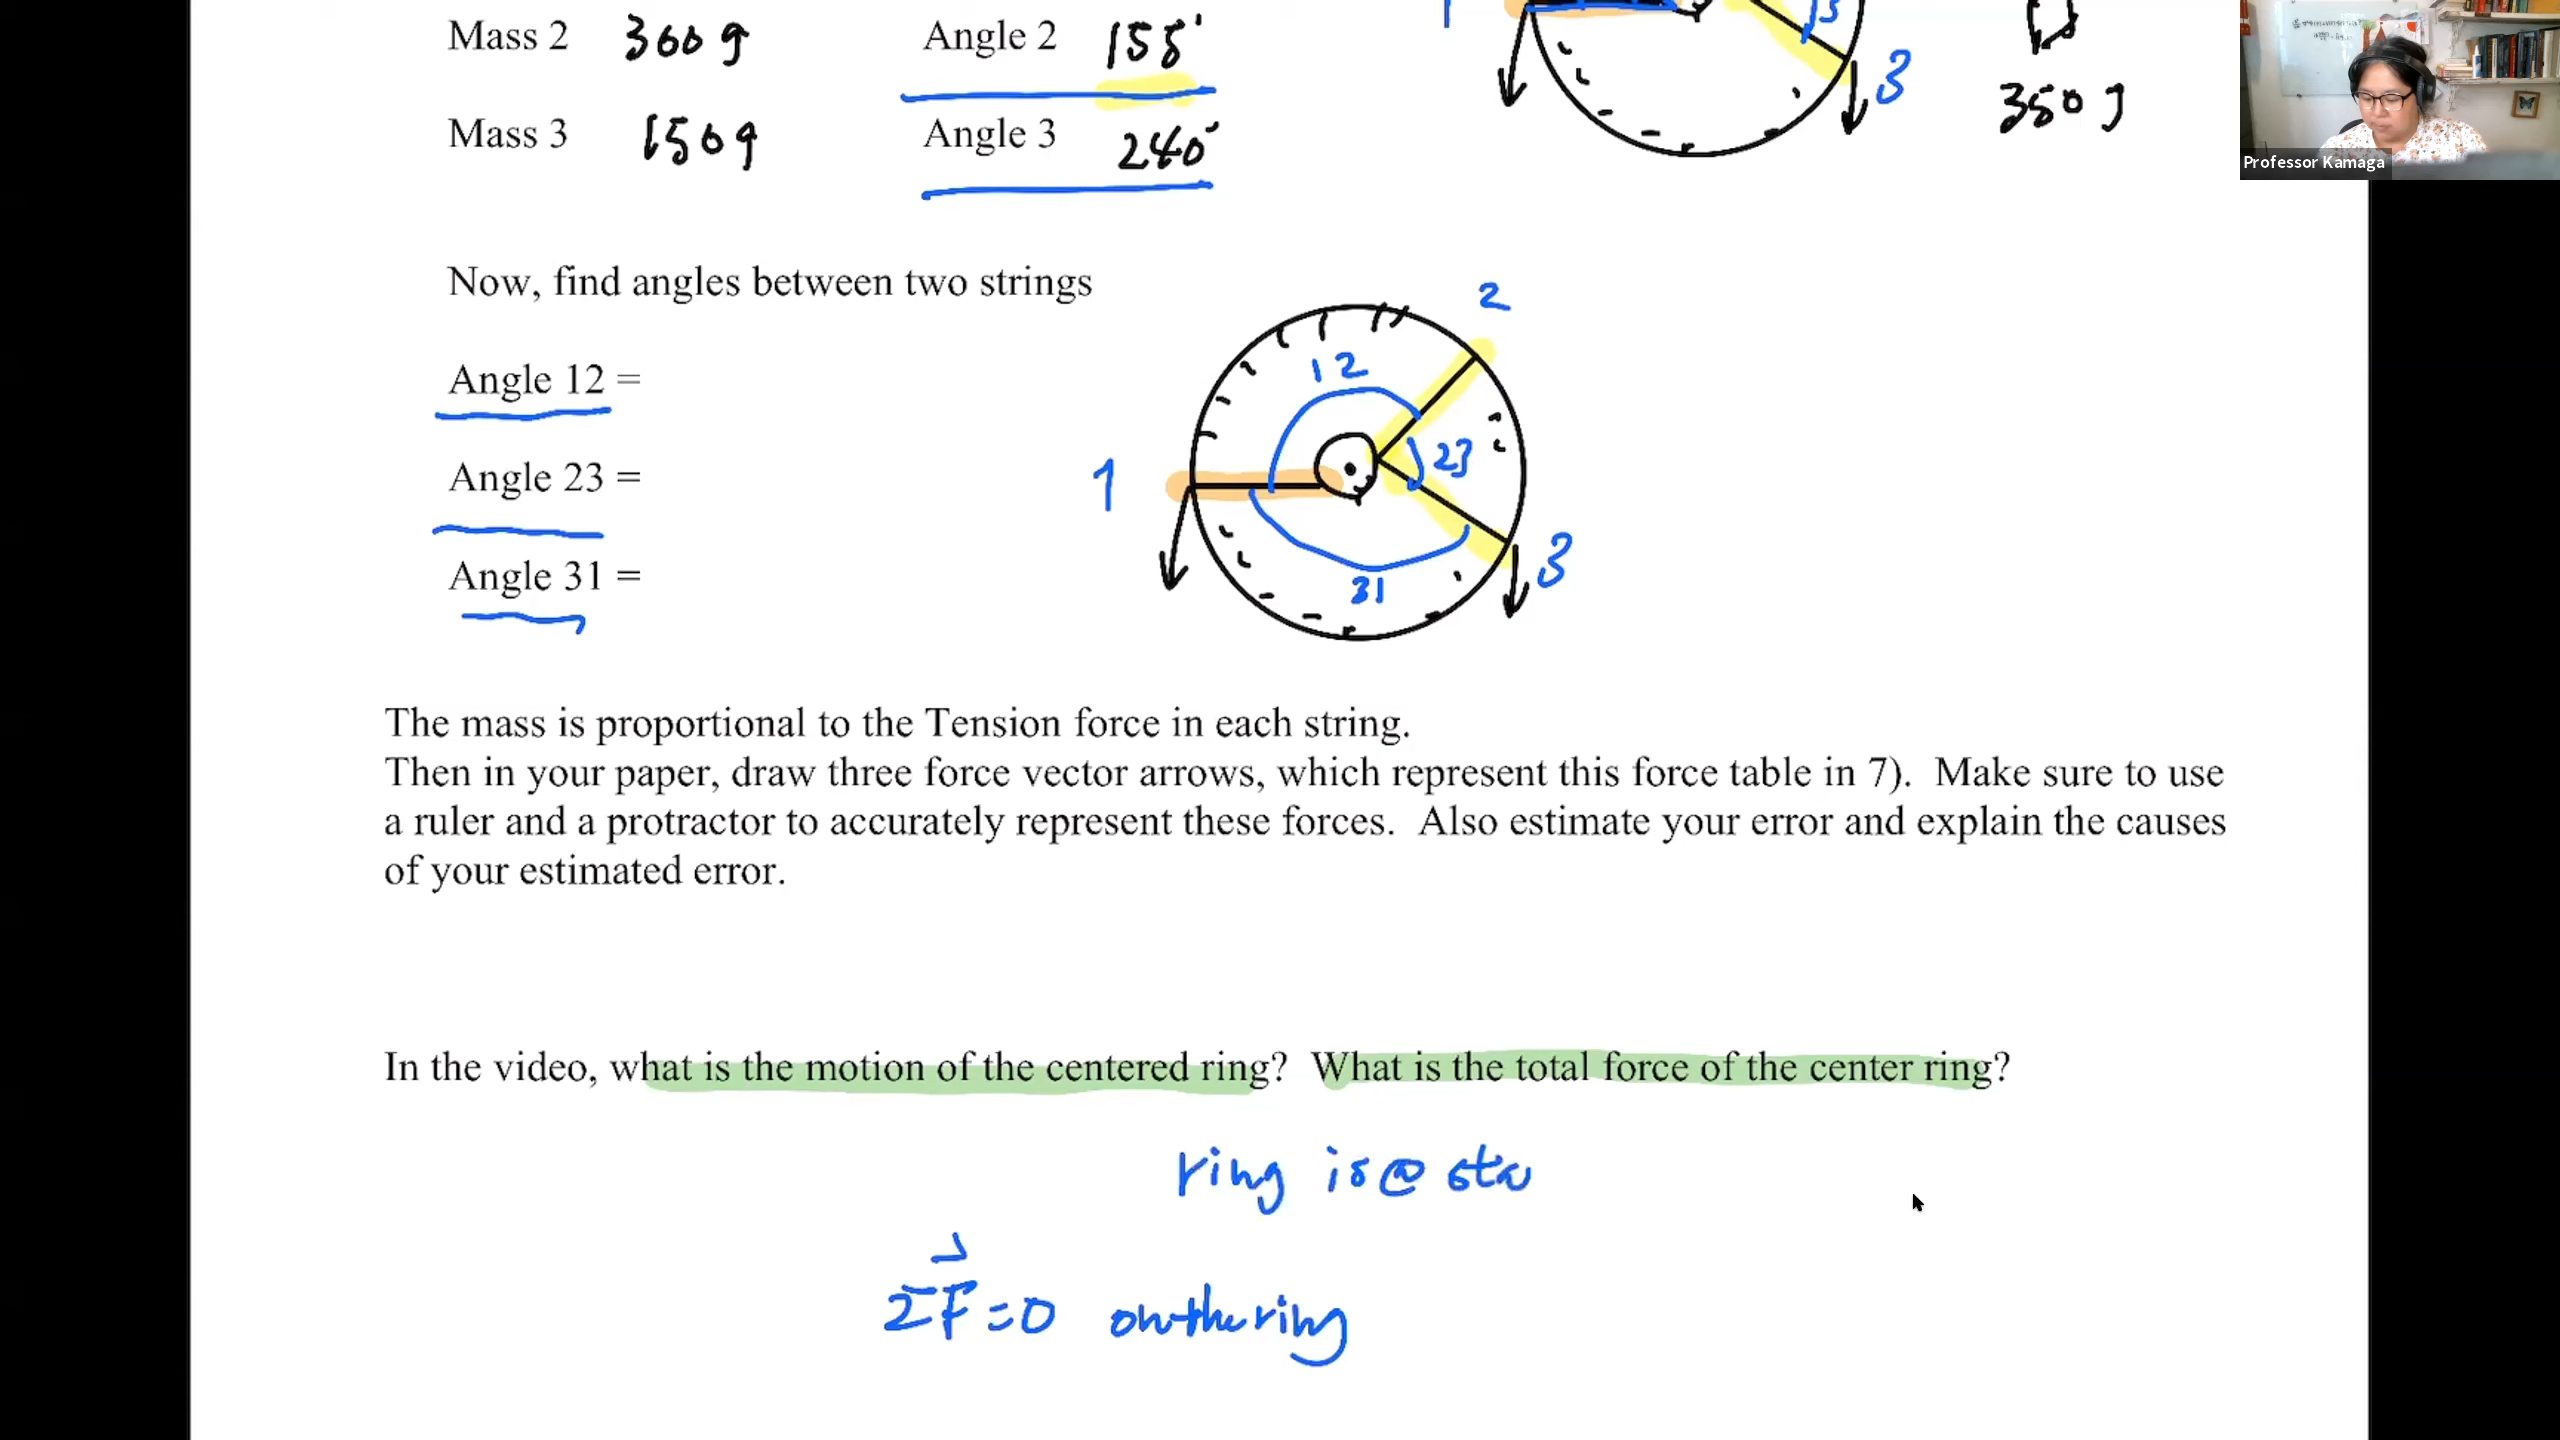 Mass 2 300 g Angle 2 155°
Mass 3 150 g Angle 3 240°
3
350 g
Professor Kamaga
Now, find angles between two strings
2
Angle 12 =
12
Angle 23 =
23
1
Angle 31 =
31
3
The mass is proportional to the Tension force in each string.
Then in your paper, draw three force vector arrows, which represent this force table in 7). Make sure to use
a ruler and a protractor to accurately represent these forces. Also estimate your error and explain the causes
of your estimated error.
In the video, what is the motion of the centered ring? What is the total force of the center ring?
ring is @ sta
ΣF⃗ = 0 on the ring